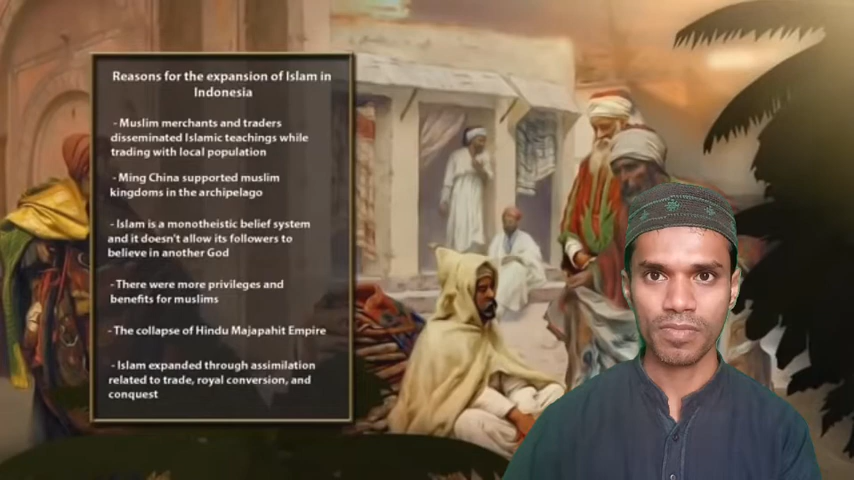 Reasons for the expansion of Islam in
Indonesia
- Muslim merchants and traders
disseminated Islamic teachings while
trading with local population
- Ming China supported muslim
kingdoms in the archipelago
- Islam is a monotheistic belief system
and it doesn't allow its followers to
believe in another God
- There were more privileges and
benefits for muslims
- The collapse of Hindu Majapahit Empire
- Islam expanded through assimilation
related to trade, royal conversion, and
conquest